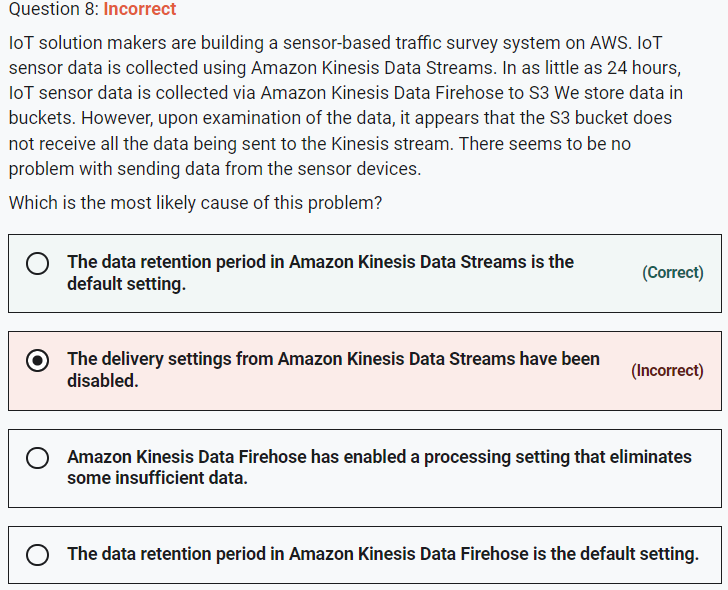 Question 8: Incorrect
IoT solution makers are building a sensor-based traffic survey system on AWS. IoT
sensor data is collected using Amazon Kinesis Data Streams. In as little as 24 hours,
IoT sensor data is collected via Amazon Kinesis Data Firehose to S3 We store data in
buckets. However, upon examination of the data, it appears that the S3 bucket does
not receive all the data being sent to the Kinesis stream. There seems to be no
problem with sending data from the sensor devices.
Which is the most likely cause of this problem?
The data retention period in Amazon Kinesis Data Streams is the
default setting.
(Correct)
The delivery settings from Amazon Kinesis Data Streams have been
disabled.
(Incorrect)
Amazon Kinesis Data Firehose has enabled a processing setting that eliminates
some insufficient data.
The data retention period in Amazon Kinesis Data Firehose is the default setting.